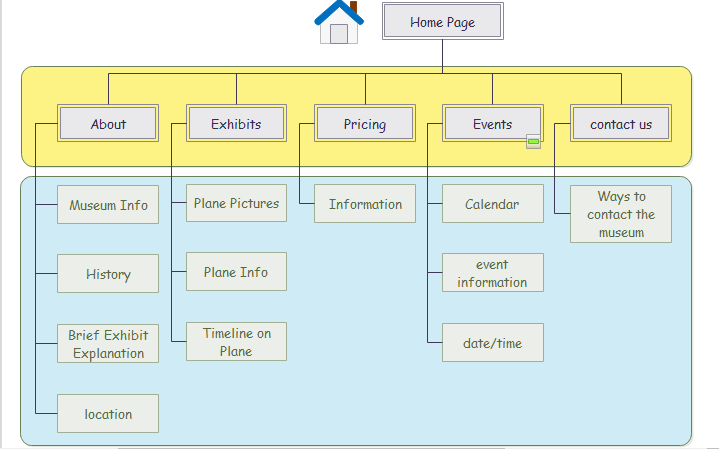 Home Page
About
Exhibits
Pricing
Events
contact us
Museum Info
Plane Pictures
Information
Calendar
Ways to
contact the
museum
History
Plane Info
event
information
Brief Exhibit
Explanation
Timeline on
Plane
date/time
location